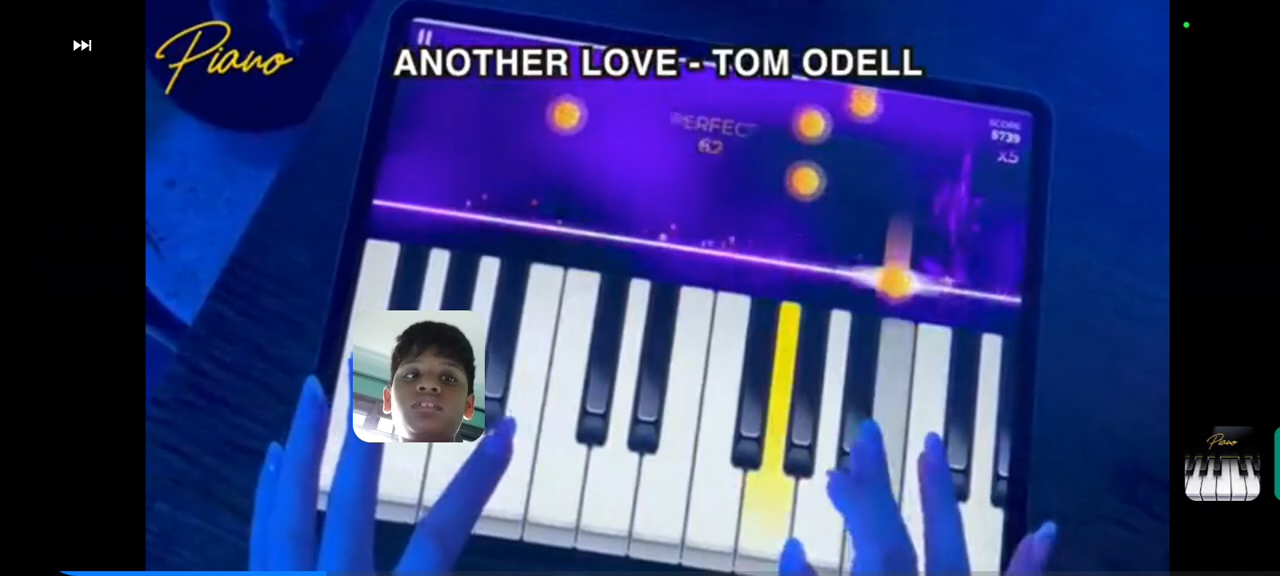 Piano
ANOTHER LOVE - TOM ODELL
PERFECT
62
SCORE
5739
X5
Piano